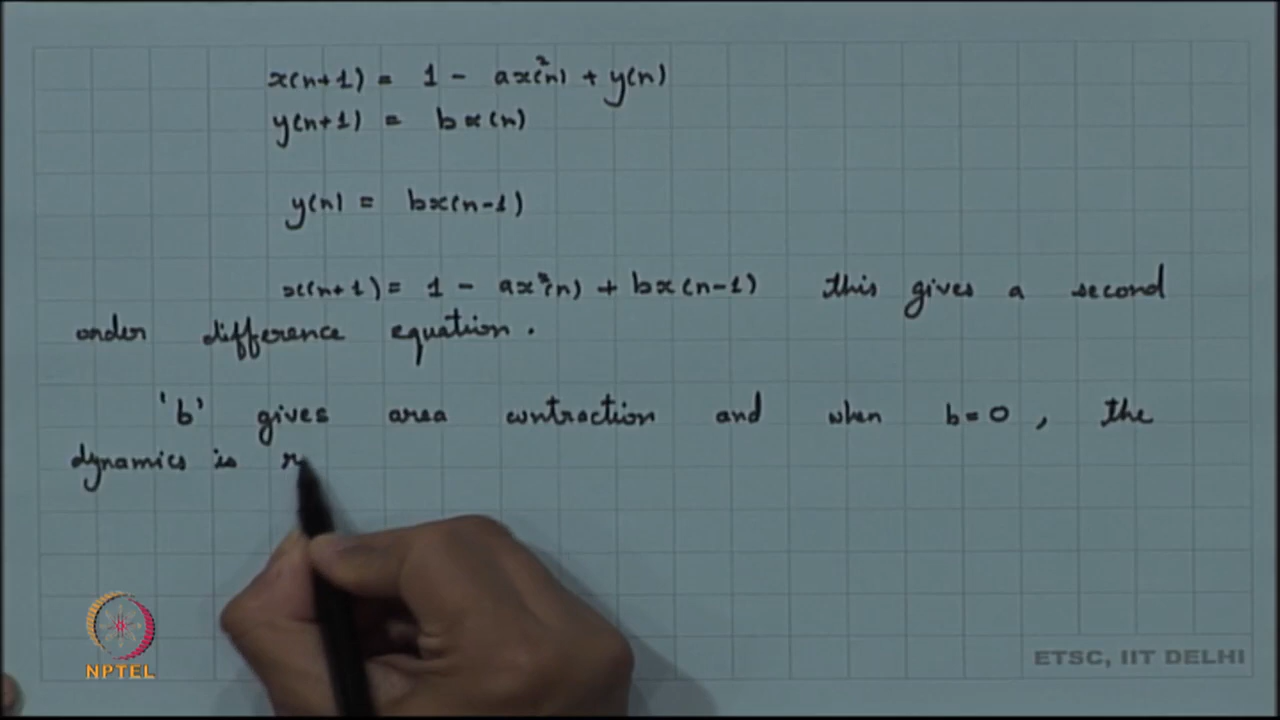 x(n+1) = 1 - ax²(n) + y(n)
y(n+1) = bx(n)
y(n) = bx(n-1)
x(n+1) = 1 - ax²(n) + bx(n-1) this gives a second
order difference equation.
'b' gives area contraction and when b=0, the
dynamics is r
NPTEL
ETSC, IIT DELHI